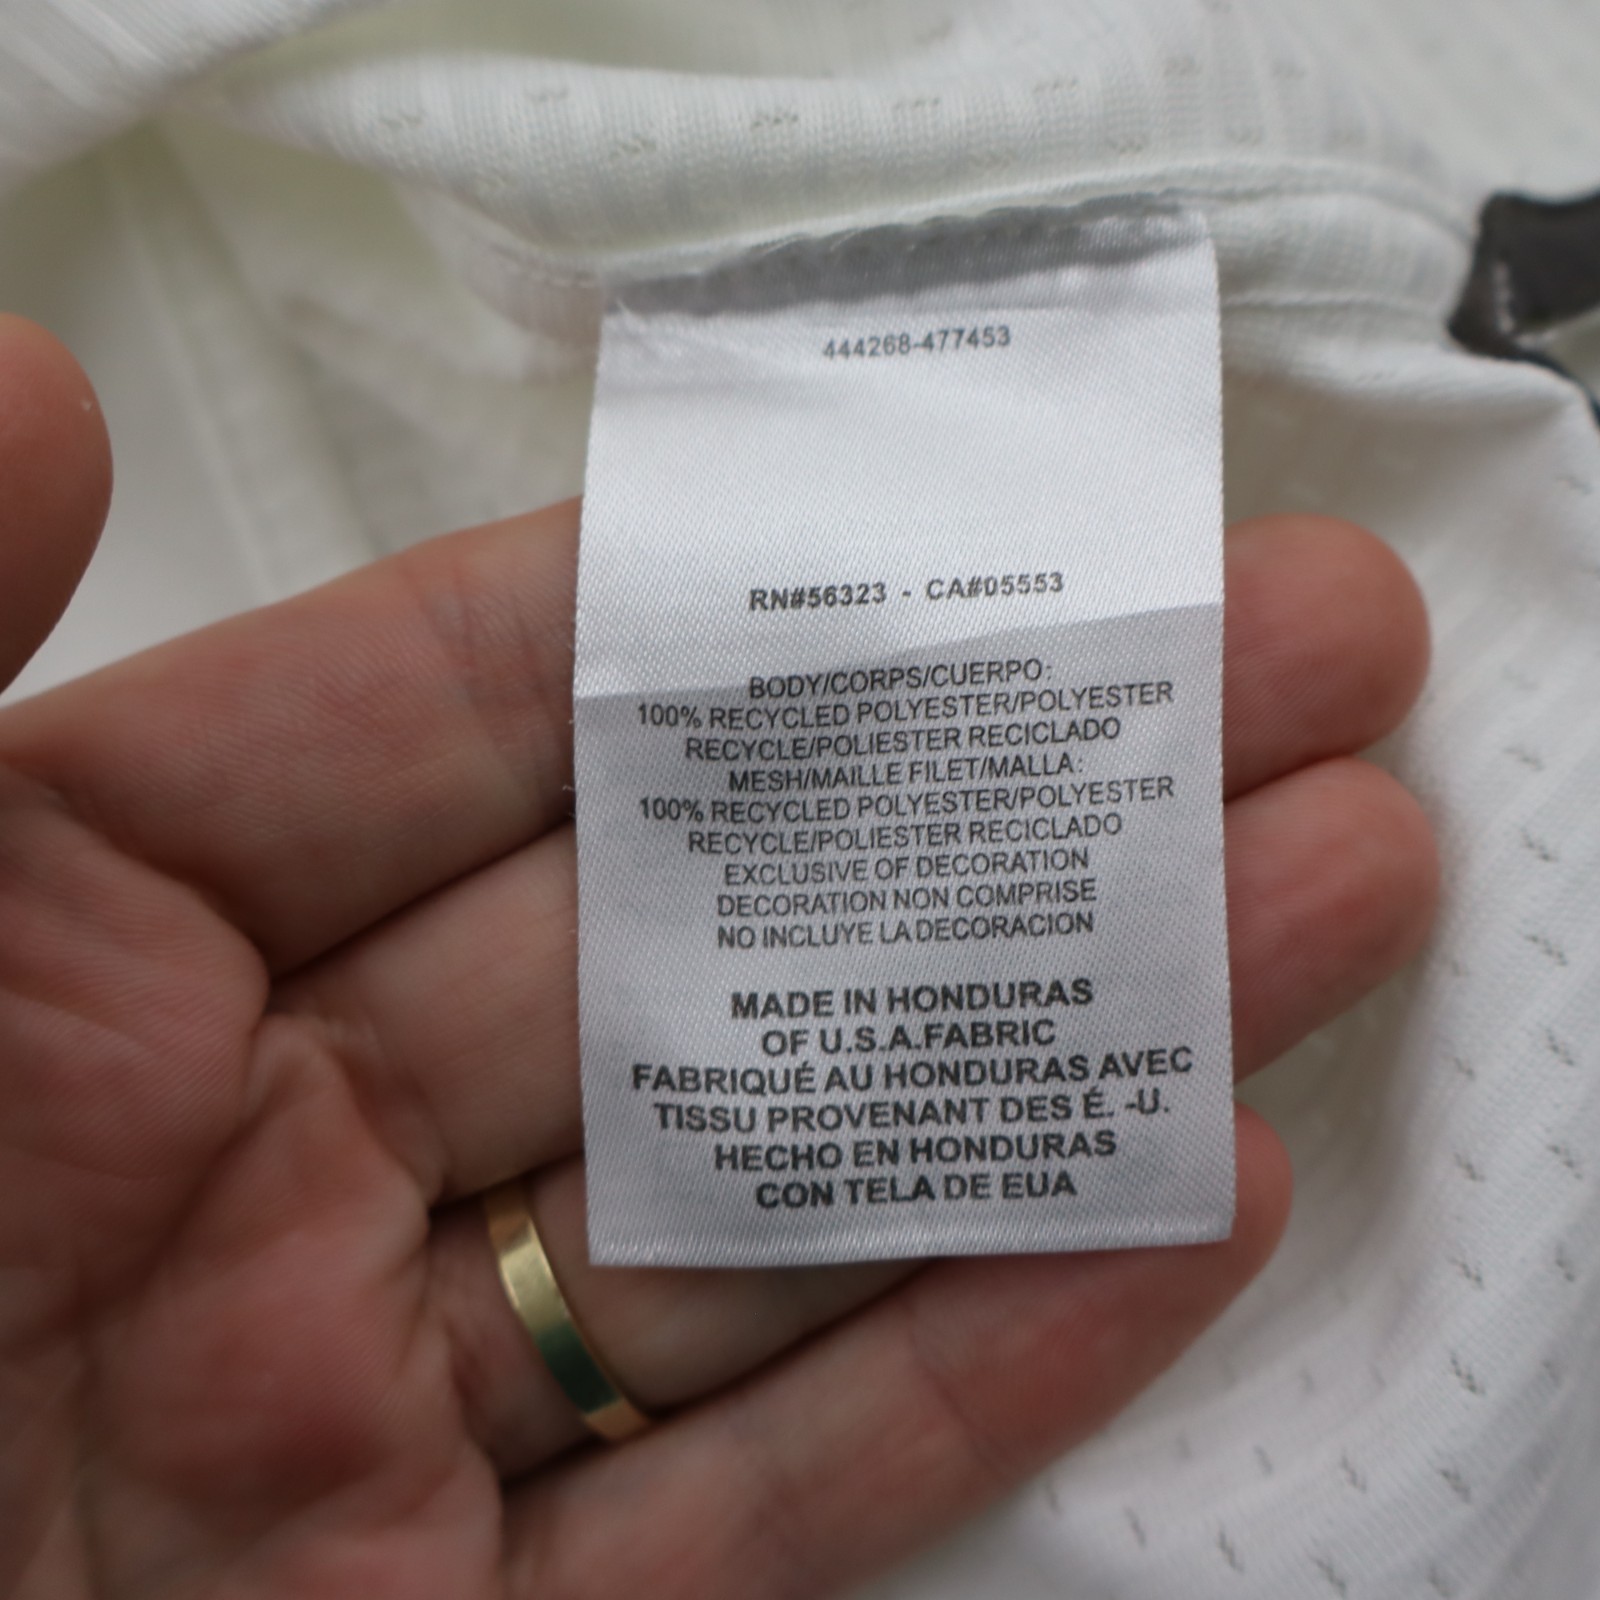 444268-477453
RN#56323 - CA#05553
BODY/CORPS/CUERPO:
100% RECYCLED POLYESTER/POLYESTER
RECYCLE/POLIESTER RECICLADO
MESH/MAILLE FILET/MALLA:
100% RECYCLED POLYESTER/POLYESTER
RECYCLE/POLIESTER RECICLADO
EXCLUSIVE OF DECORATION
DECORATION NON COMPRISE
NO INCLUYE LA DECORACION
MADE IN HONDURAS
OF U.S.A.FABRIC
FABRIQUÉ AU HONDURAS AVEC
TISSU PROVENANT DES É. -U.
HECHO EN HONDURAS
CON TELA DE EUA